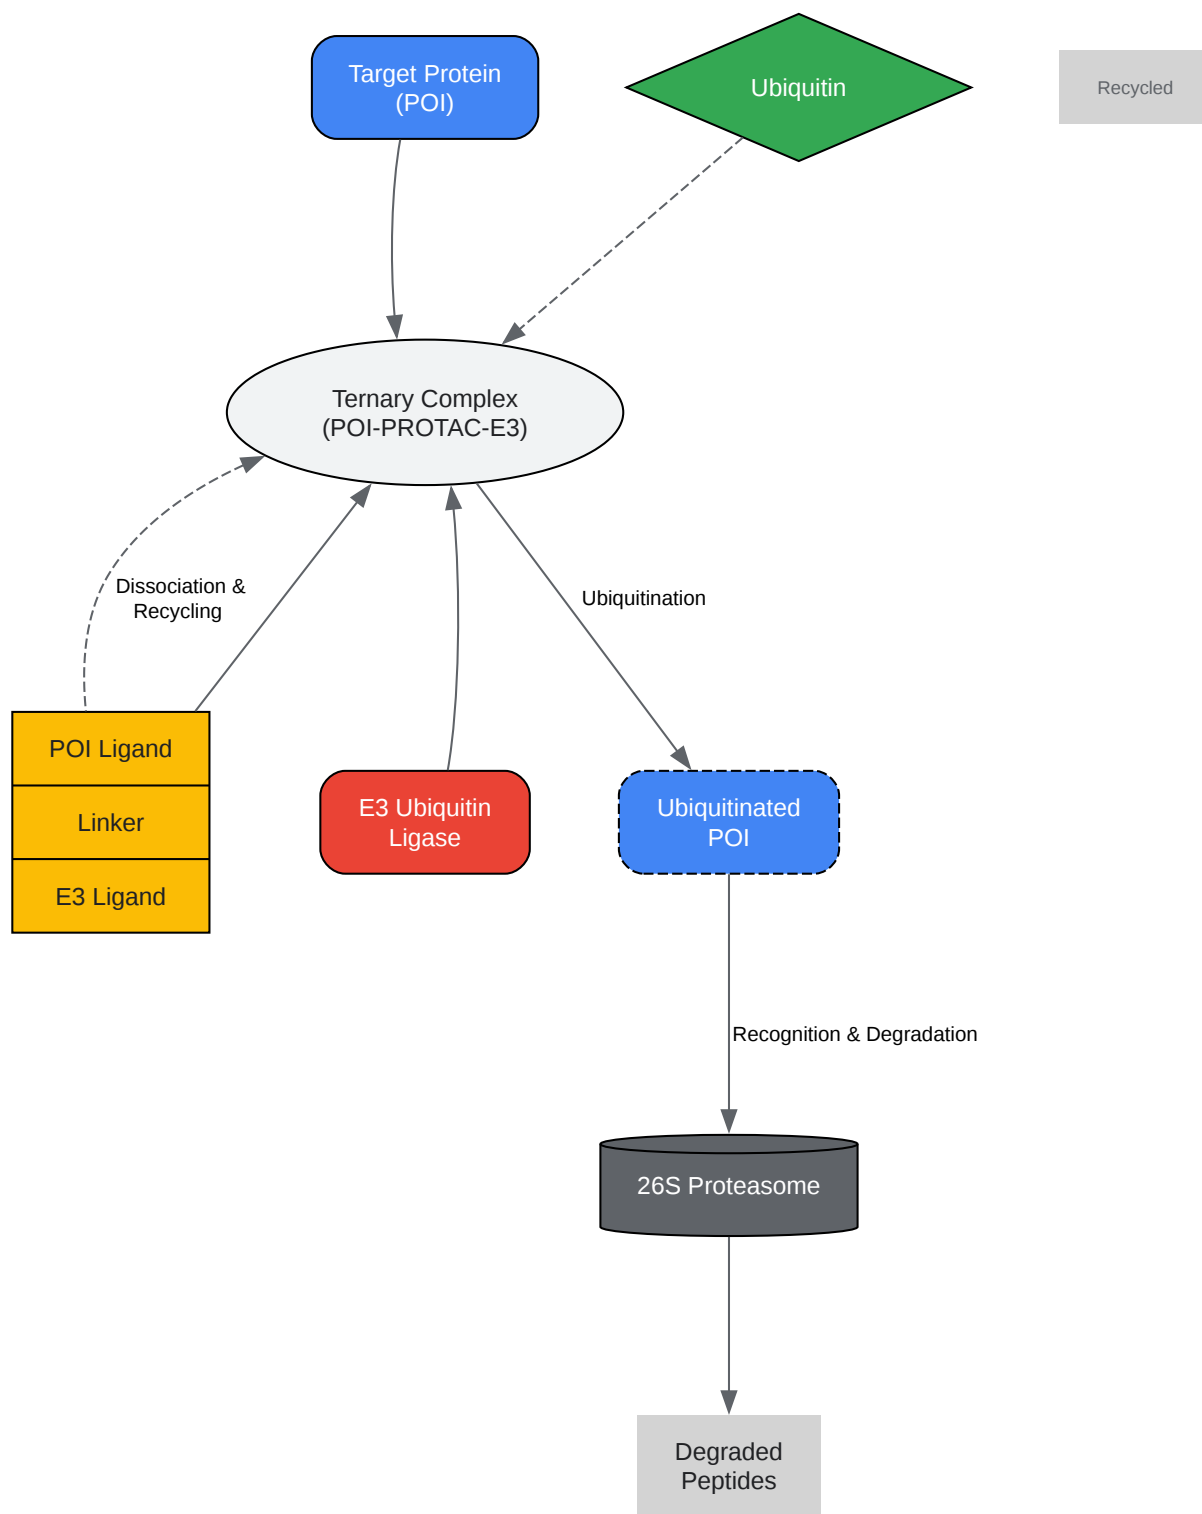 Target Protein
(POI)
Ubiquitin
Recycled
Ternary Complex
(POI-PROTAC-E3)
Dissociation &
Recycling
Ubiquitination
POI Ligand
Linker
E3 Ligand
E3 Ubiquitin
Ligase
Ubiquitinated
POI
Recognition & Degradation
26S Proteasome
Degraded
Peptides